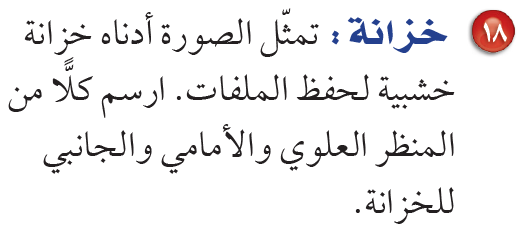 ١٨ خزانة : تمثّل الصورة أدناه خزانة
خشبية لحفظ الملفات. ارسم كلًّا من
المنظر العلوي والأمامي والجانبي
للخزانة.